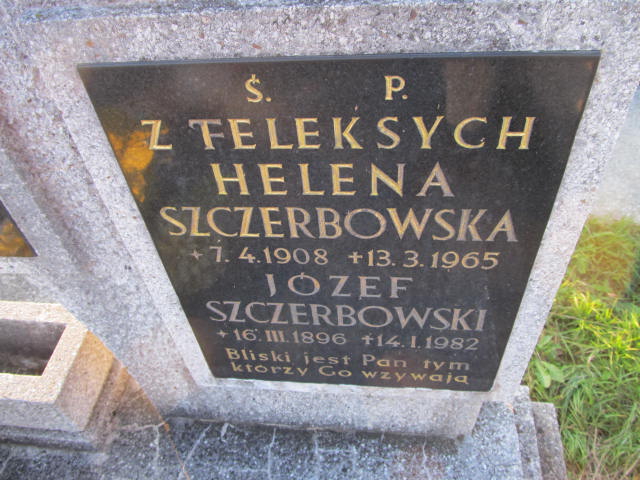 Ś. P.
Z TELEKSYCH
HELENA
SZCZERBOWSKA
+7.4.1908 +13.3.1965
JÓZEF
SZCZERBOWSKI
+16.III.1896 +14.I.1982
Bliski jest Pan tym
którzy Go wzywają